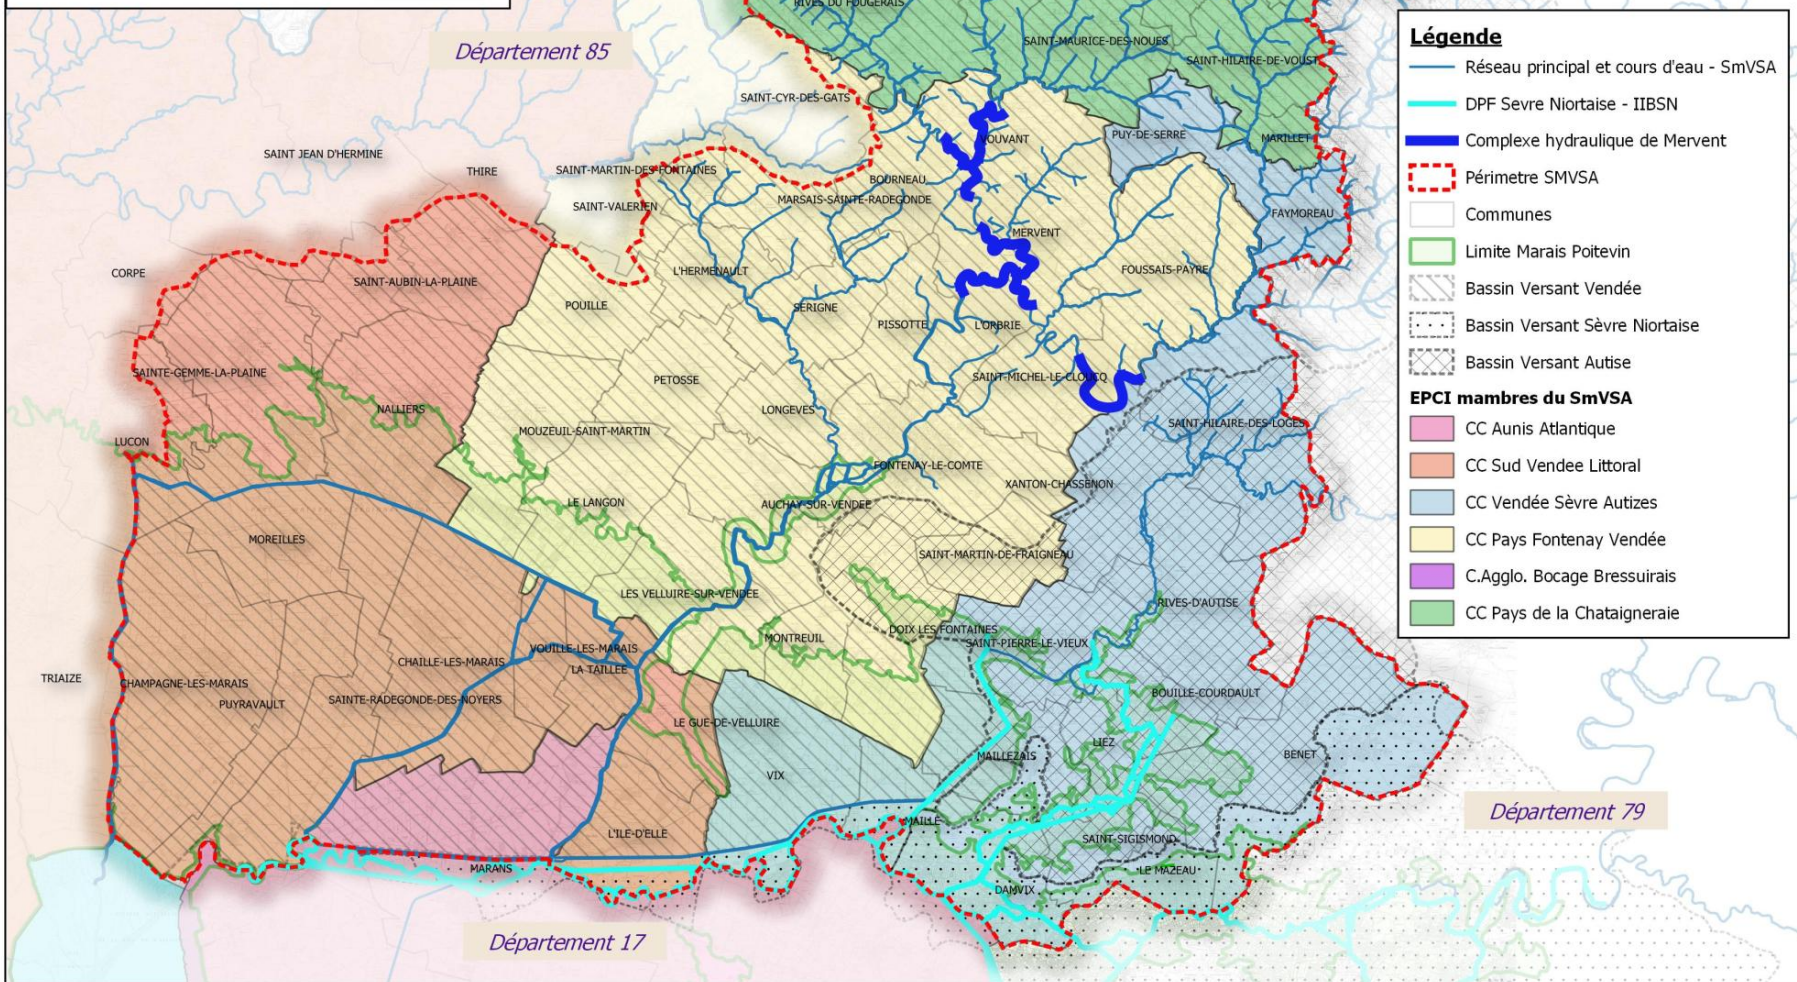 RIVES DU FOUGERAIS
Département 85
SAINT-MAURICE-DES-NOUES
SAINT-HILAIRE-DE-VOUST
SAINT-CYR-DES-GATS
VOUVANT
PUY-DE-SERRE
MARILLET
SAINT JEAN D'HERMINE
THIRE
SAINT-MARTIN-DES-FONTAINES
BOURNEAU
MARSAIS-SAINTE-RADEGONDE
SAINT-VALERIEN
FAYMOREAU
MERVENT
CORPE
SAINT-AUBIN-LA-PLAINE
L'HERMENAULT
FOUSSAIS-PAYRE
POUILLE
SERIGNE
PISSOTTE
L'ORBRIE
SAINTE-GEMME-LA-PLAINE
PETOSSE
SAINT-MICHEL-LE-CLOUCQ
NALLIERS
LONGEVES
SAINT-HILAIRE-DES-LOGES
LUCON
MOUZEUIL-SAINT-MARTIN
FONTENAY-LE-COMTE
XANTON-CHASSENON
LE LANGON
AUCHAY-SUR-VENDEE
MOREILLES
SAINT-MARTIN-DE-FRAIGNEAU
LES VELLUIRE-SUR-VENDEE
RIVES-D'AUTISE
DOIX LES FONTAINES
MONTREUIL
SAINT-PIERRE-LE-VIEUX
VOUILLE-LES-MARAIS
CHAILLE-LES-MARAIS
LA TAILLEE
TRIAIZE
CHAMPAGNE-LES-MARAIS
BOUILLE-COURDAULT
PUYRAVAULT
SAINTE-RADEGONDE-DES-NOYERS
LE GUE-DE-VELLUIRE
LIEZ
MAILLEZAIS
BENET
VIX
MAILLE
L'ILE-D'ELLE
SAINT-SIGISMOND
MARANS
LE MAZEAU
DAMVIX
Département 79
Département 17
Légende
Réseau principal et cours d'eau - SmVSA
DPF Sevre Niortaise - IIBSN
Complexe hydraulique de Mervent
Périmetre SMVSA
Communes
Limite Marais Poitevin
Bassin Versant Vendée
Bassin Versant Sèvre Niortaise
Bassin Versant Autise
EPCI mambres du SmVSA
CC Aunis Atlantique
CC Sud Vendee Littoral
CC Vendée Sèvre Autizes
CC Pays Fontenay Vendée
C.Agglo. Bocage Bressuirais
CC Pays de la Chataigneraie